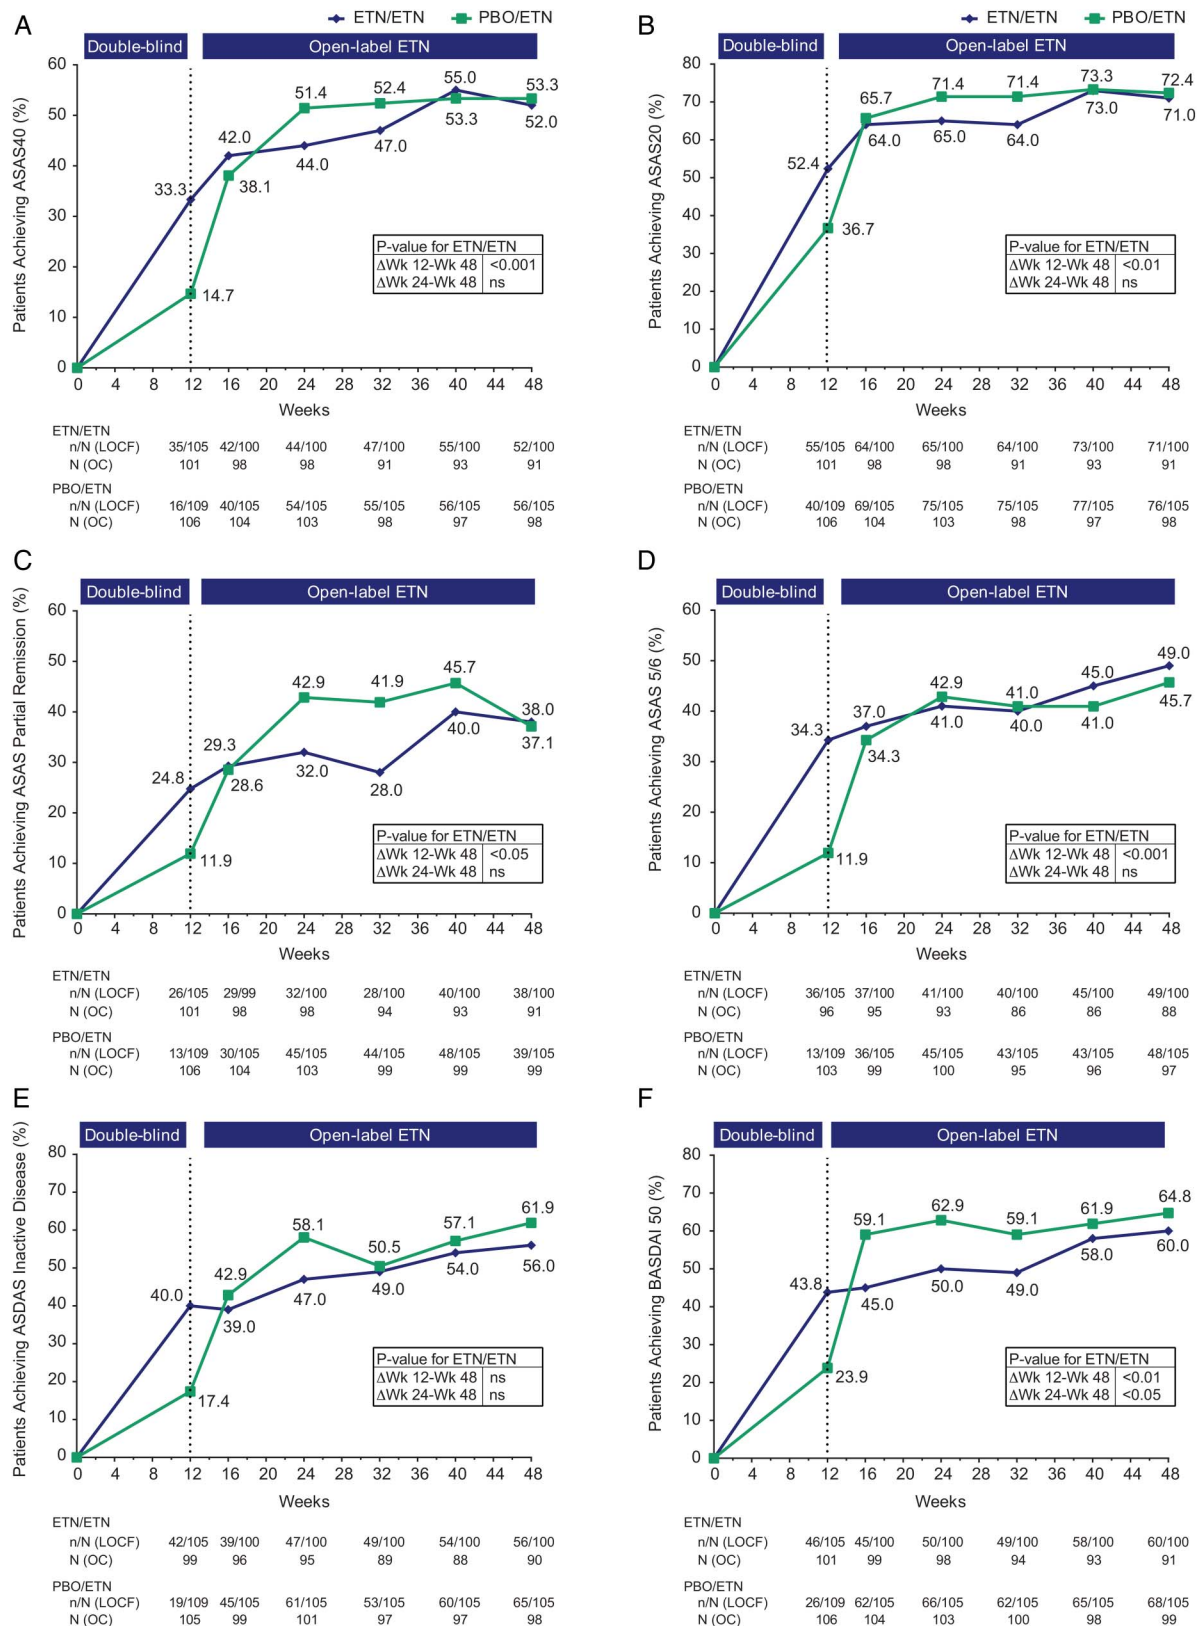 A
ETN/ETN PBO/ETN
Double-blind Open-label ETN
Patients Achieving ASAS40 (%)
60
50
40
30
20
10
0
33.3 42.0 51.4 52.4 55.0 53.3
14.7 38.1 44.0 47.0 53.3 52.0
P-value for ETN/ETN
ΔWk 12-Wk 48 <0.001
ΔWk 24-Wk 48 ns
0 4 8 12 16 20 24 28 32 36 40 44 48
Weeks
ETN/ETN
n/N (LOCF) 35/105 42/100 44/100 47/100 55/100 52/100
N (OC) 101 98 98 91 93 91
PBO/ETN
n/N (LOCF) 16/109 40/105 54/105 55/105 56/105 56/105
N (OC) 106 104 103 98 97 98
B
ETN/ETN PBO/ETN
Double-blind Open-label ETN
Patients Achieving ASAS20 (%)
80
70
60
50
40
30
20
10
0
52.4 65.7 71.4 71.4 73.3 72.4
36.7 64.0 65.0 64.0 73.0 71.0
P-value for ETN/ETN
ΔWk 12-Wk 48 <0.01
ΔWk 24-Wk 48 ns
0 4 8 12 16 20 24 28 32 36 40 44 48
Weeks
ETN/ETN
n/N (LOCF) 55/105 64/100 65/100 64/100 73/100 71/100
N (OC) 101 98 98 91 93 91
PBO/ETN
n/N (LOCF) 40/109 69/105 75/105 75/105 77/105 76/105
N (OC) 106 104 103 98 97 98
C
Double-blind Open-label ETN
Patients Achieving ASAS Partial Remission (%)
60
50
40
30
20
10
0
24.8 29.3 42.9 41.9 45.7 38.0
11.9 28.6 32.0 28.0 40.0 37.1
P-value for ETN/ETN
ΔWk 12-Wk 48 <0.05
ΔWk 24-Wk 48 ns
0 4 8 12 16 20 24 28 32 36 40 44 48
Weeks
ETN/ETN
n/N (LOCF) 26/105 29/99 32/100 28/100 40/100 38/100
N (OC) 101 98 98 94 93 91
PBO/ETN
n/N (LOCF) 13/109 30/105 45/105 44/105 48/105 39/105
N (OC) 106 104 103 99 99 99
D
Double-blind Open-label ETN
Patients Achieving ASAS 5/6 (%)
60
50
40
30
20
10
0
34.3 37.0 42.9 41.0 45.0 49.0
11.9 34.3 41.0 40.0 41.0 45.7
P-value for ETN/ETN
ΔWk 12-Wk 48 <0.001
ΔWk 24-Wk 48 ns
0 4 8 12 16 20 24 28 32 36 40 44 48
Weeks
ETN/ETN
n/N (LOCF) 36/105 37/100 41/100 40/100 45/100 49/100
N (OC) 96 95 93 86 86 88
PBO/ETN
n/N (LOCF) 13/109 36/105 45/105 43/105 43/105 48/105
N (OC) 103 99 100 95 96 97
E
Double-blind Open-label ETN
Patients Achieving ASDAS Inactive Disease (%)
80
70
60
50
40
30
20
10
0
40.0 42.9 58.1 50.5 57.1 61.9
17.4 39.0 47.0 49.0 54.0 56.0
P-value for ETN/ETN
ΔWk 12-Wk 48 ns
ΔWk 24-Wk 48 ns
0 4 8 12 16 20 24 28 32 36 40 44 48
Weeks
ETN/ETN
n/N (LOCF) 42/105 39/100 47/100 49/100 54/100 56/100
N (OC) 99 96 95 89 88 90
PBO/ETN
n/N (LOCF) 19/109 45/105 61/105 53/105 60/105 65/105
N (OC) 105 99 101 97 97 98
F
Double-blind Open-label ETN
Patients Achieving BASDAI 50 (%)
80
70
60
50
40
30
20
10
0
43.8 59.1 62.9 59.1 61.9 64.8
23.9 45.0 50.0 49.0 58.0 60.0
P-value for ETN/ETN
ΔWk 12-Wk 48 <0.01
ΔWk 24-Wk 48 <0.05
0 4 8 12 16 20 24 28 32 36 40 44 48
Weeks
ETN/ETN
n/N (LOCF) 46/105 45/100 50/100 49/100 58/100 60/100
N (OC) 101 99 98 94 93 91
PBO/ETN
n/N (LOCF) 26/109 62/105 66/105 62/105 65/105 68/105
N (OC) 106 104 103 100 98 99